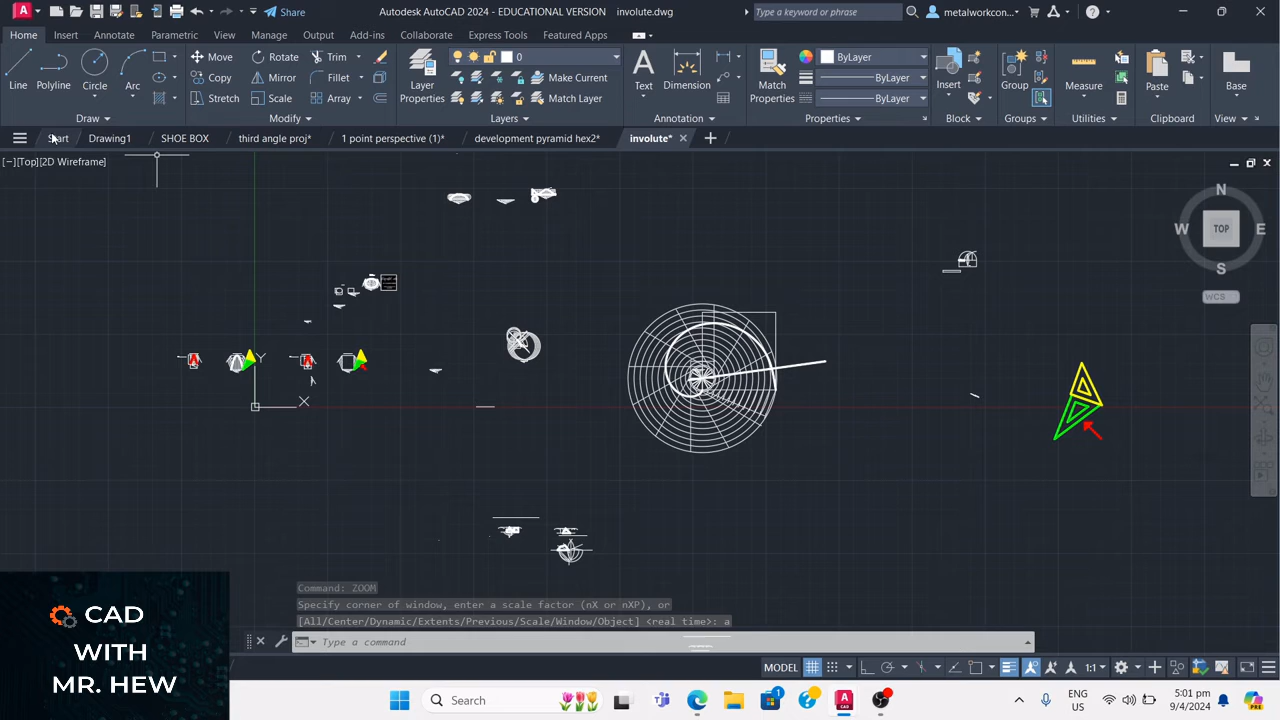 Share
Autodesk AutoCAD 2024 - EDUCATIONAL VERSION involute.dwg
Type a keyword or phrase
metalworkcon...
Home Insert Annotate Parametric View Manage Output Add-ins Collaborate Express Tools Featured Apps
Line Polyline Circle Arc
Move Rotate Trim
Copy Mirror Fillet
Stretch Scale Array
Layer Properties
0
Make Current
Match Layer
Text Dimension
Match Properties
ByLayer
ByLayer
ByLayer
Insert Group Measure Paste Base
Draw Modify Layers Annotation Properties Block Groups Utilities Clipboard View
Start Drawing1 SHOE BOX third angle proj* 1 point perspective (1)* development pyramid hex2* involute*
[−][Top][2D Wireframe]
N
W TOP E
S
WCS
Y
X
CAD
WITH
MR. HEW
Command: ZOOM
Specify corner of window, enter a scale factor (nX or nXP), or
[All/Center/Dynamic/Extents/Previous/Scale/Window/Object] <real time>: a
Type a command
MODEL 1:1
Search
ENG
US
5:01 pm
9/4/2024